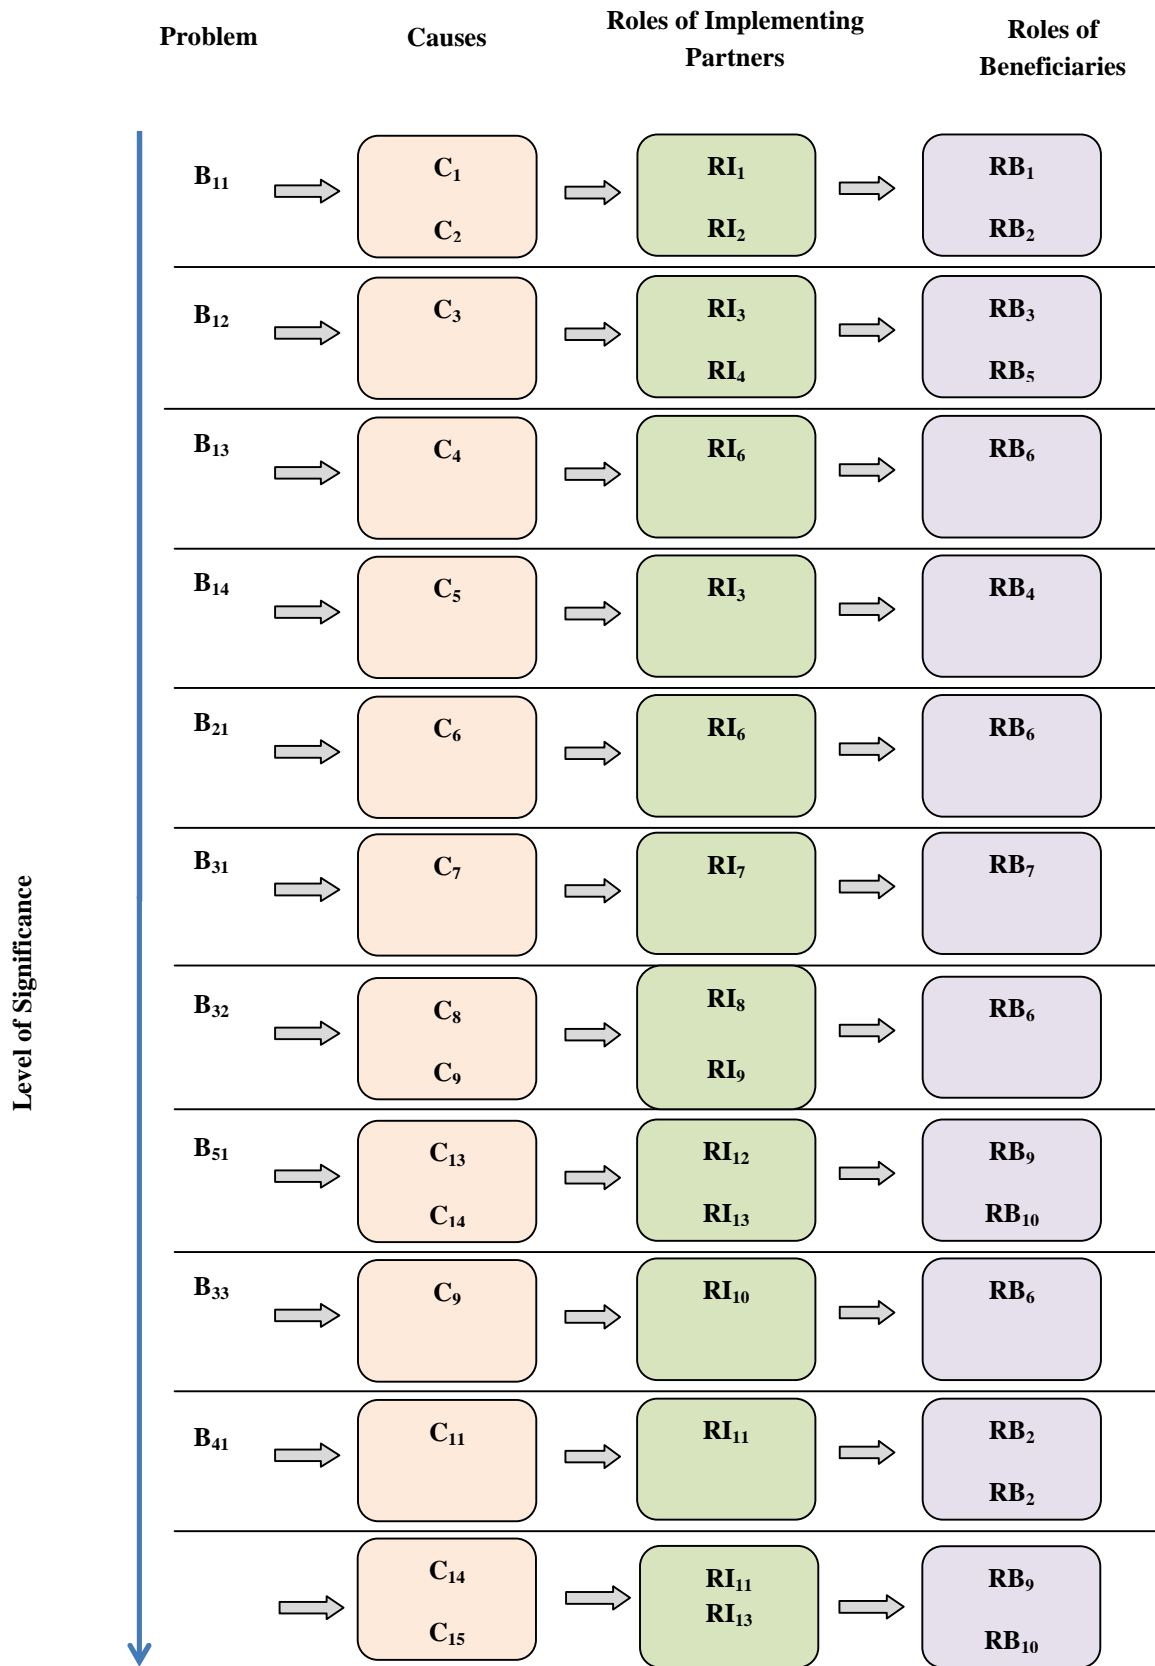 Problem
Causes
Roles of Implementing
Partners
Roles of
Beneficiaries
Level of Significance
B₁₁
C₁
C₂
RI₁
RI₂
RB₁
RB₂
B₁₂
C₃
RI₃
RI₄
RB₃
RB₅
B₁₃
C₄
RI₆
RB₆
B₁₄
C₅
RI₃
RB₄
B₂₁
C₆
RI₆
RB₆
B₃₁
C₇
RI₇
RB₇
B₃₂
C₈
C₉
RI₈
RI₉
RB₆
B₅₁
C₁₃
C₁₄
RI₁₂
RI₁₃
RB₉
RB₁₀
B₃₃
C₉
RI₁₀
RB₆
B₄₁
C₁₁
RI₁₁
RB₂
RB₂
C₁₄
C₁₅
RI₁₁
RI₁₃
RB₉
RB₁₀